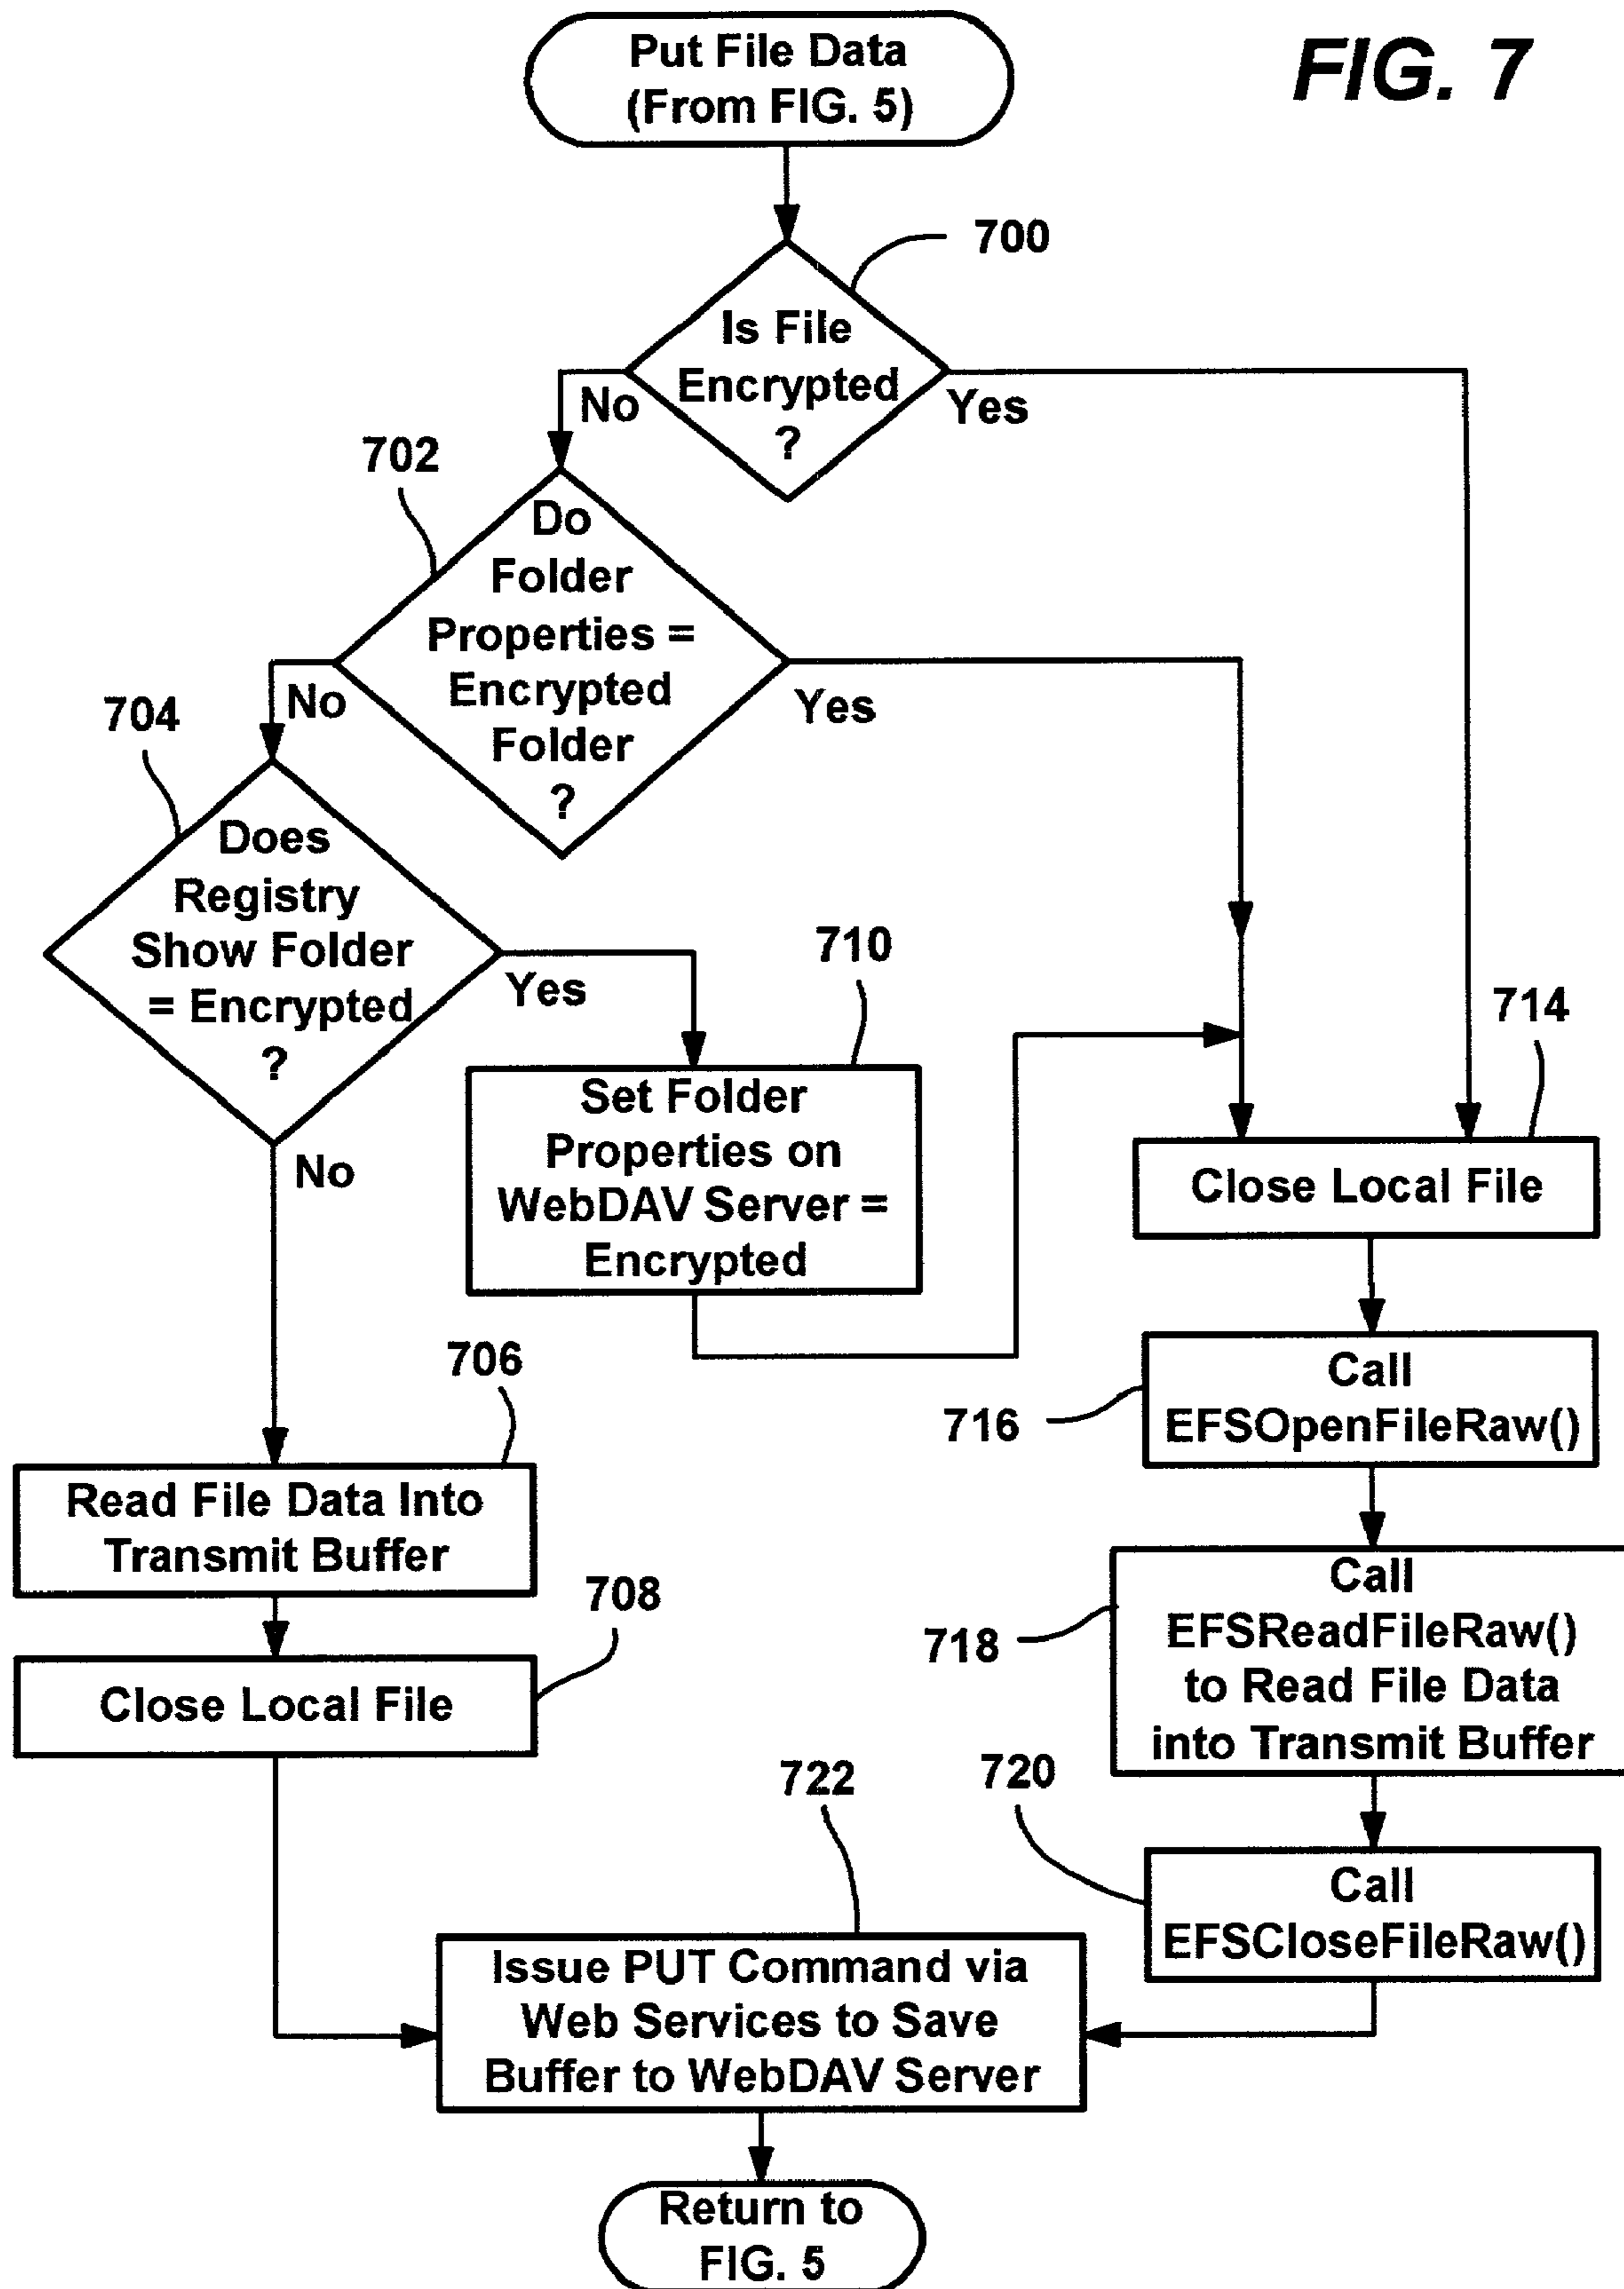 FIG. 7
Put File Data
(From FIG. 5)
700
Is File
Encrypted
?
No
Yes
702
Do
Folder
Properties =
Encrypted
Folder
?
No
Yes
704
Does
Registry
Show Folder
= Encrypted
?
Yes
No
710
Set Folder
Properties on
WebDAV Server =
Encrypted
714
Close Local File
716
Call
EFSOpenFileRaw()
706
Read File Data Into
Transmit Buffer
718
Call
EFSReadFileRaw()
to Read File Data
into Transmit Buffer
708
Close Local File
720
Call
EFSCloseFileRaw()
722
Issue PUT Command via
Web Services to Save
Buffer to WebDAV Server
Return to
FIG. 5